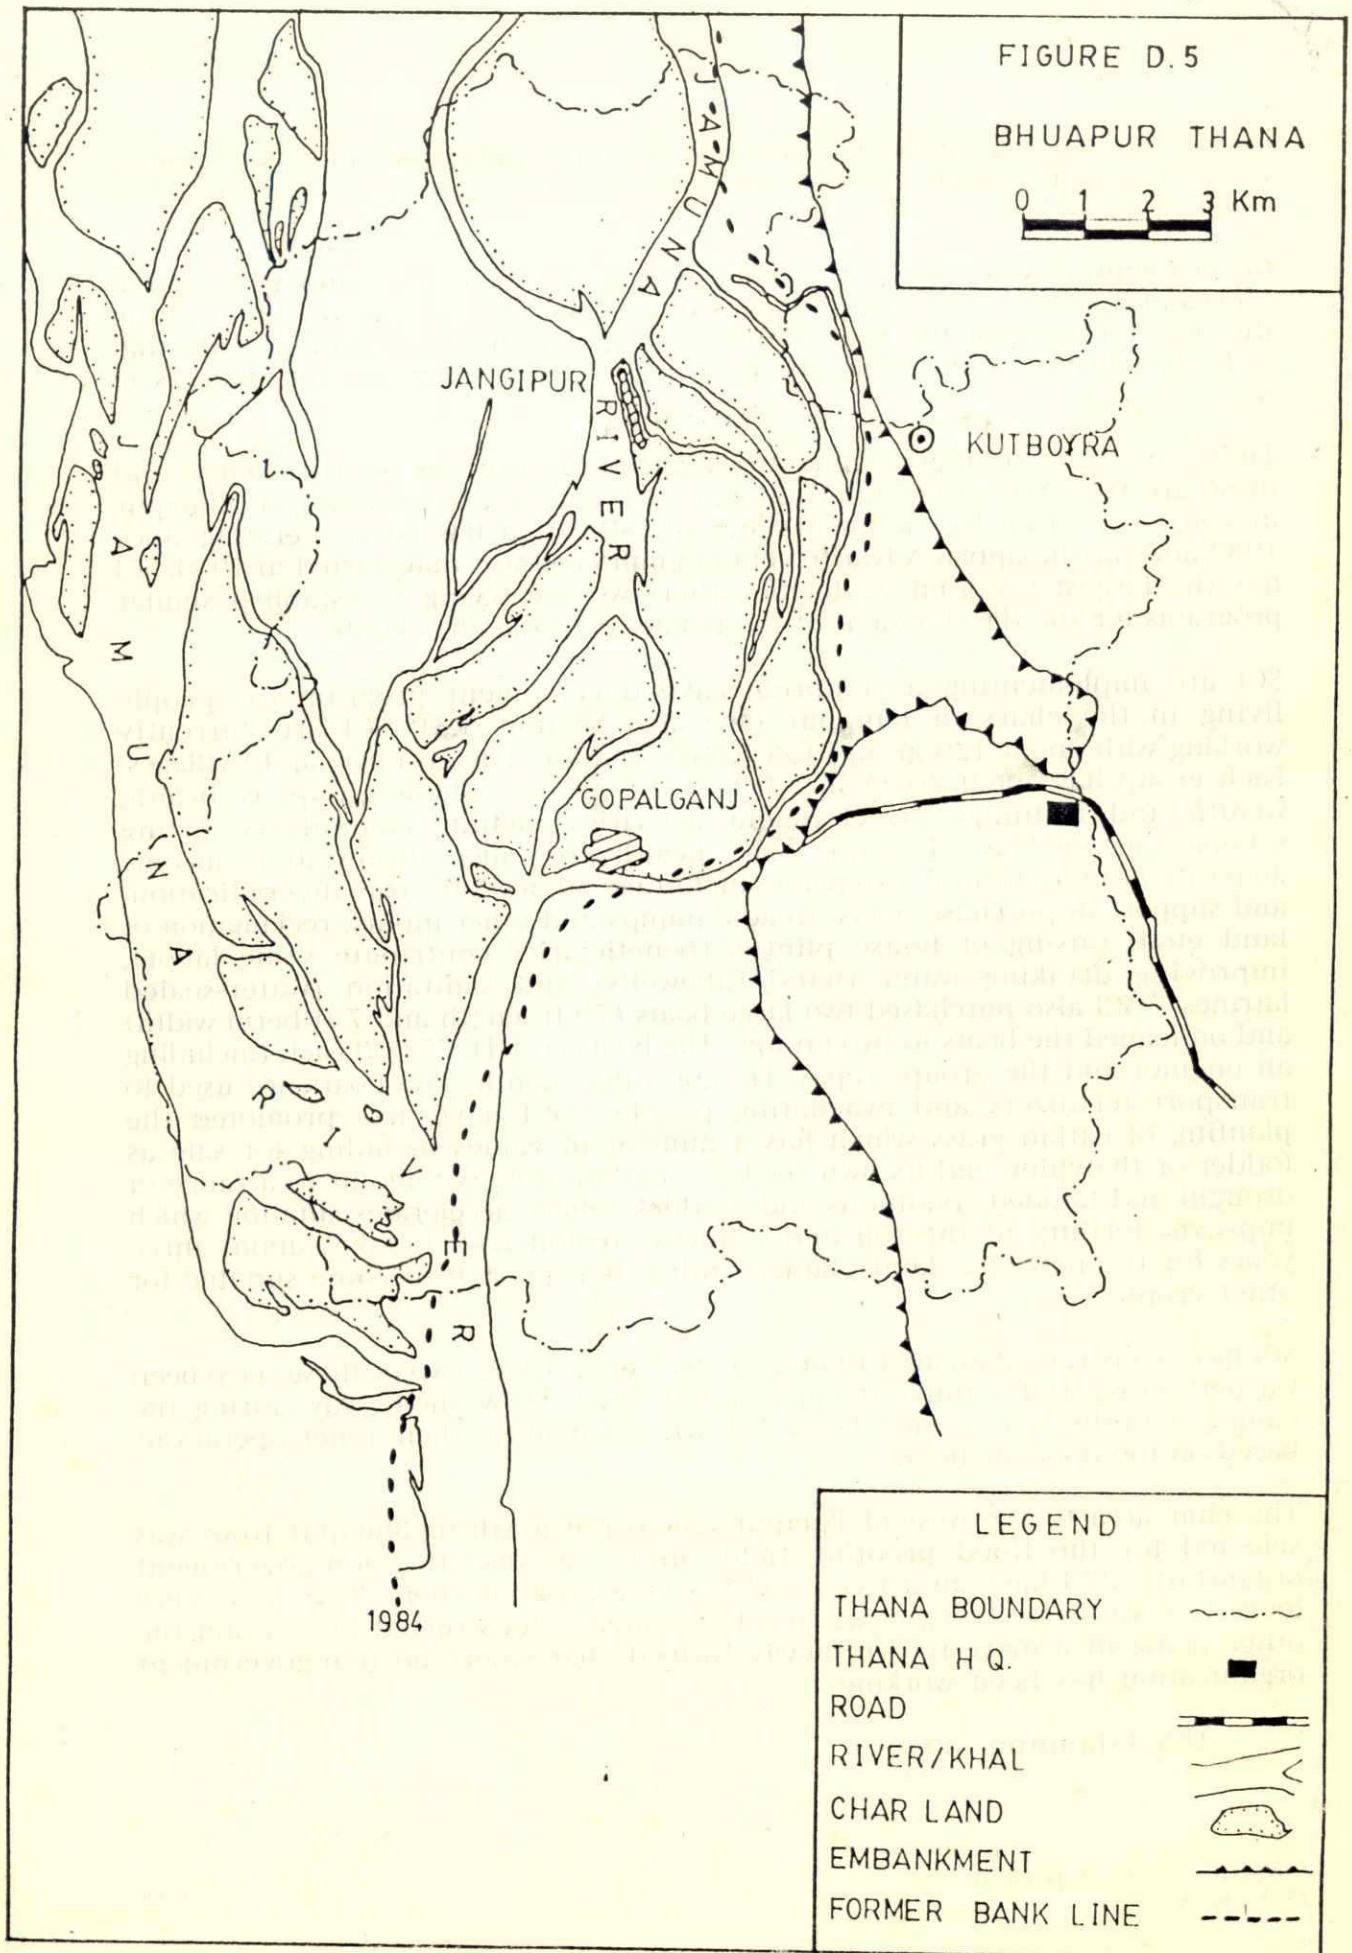 FIGURE D.5
BHUAPUR THANA
0 1 2 3 Km
JAMUNA RIVER
JANGIPUR
KUTBOYRA
JAMUNA RIVER
GOPALGANJ
1984
LEGEND
THANA BOUNDARY
THANA HQ.
ROAD
RIVER/KHAL
CHAR LAND
EMBANKMENT
FORMER BANK LINE